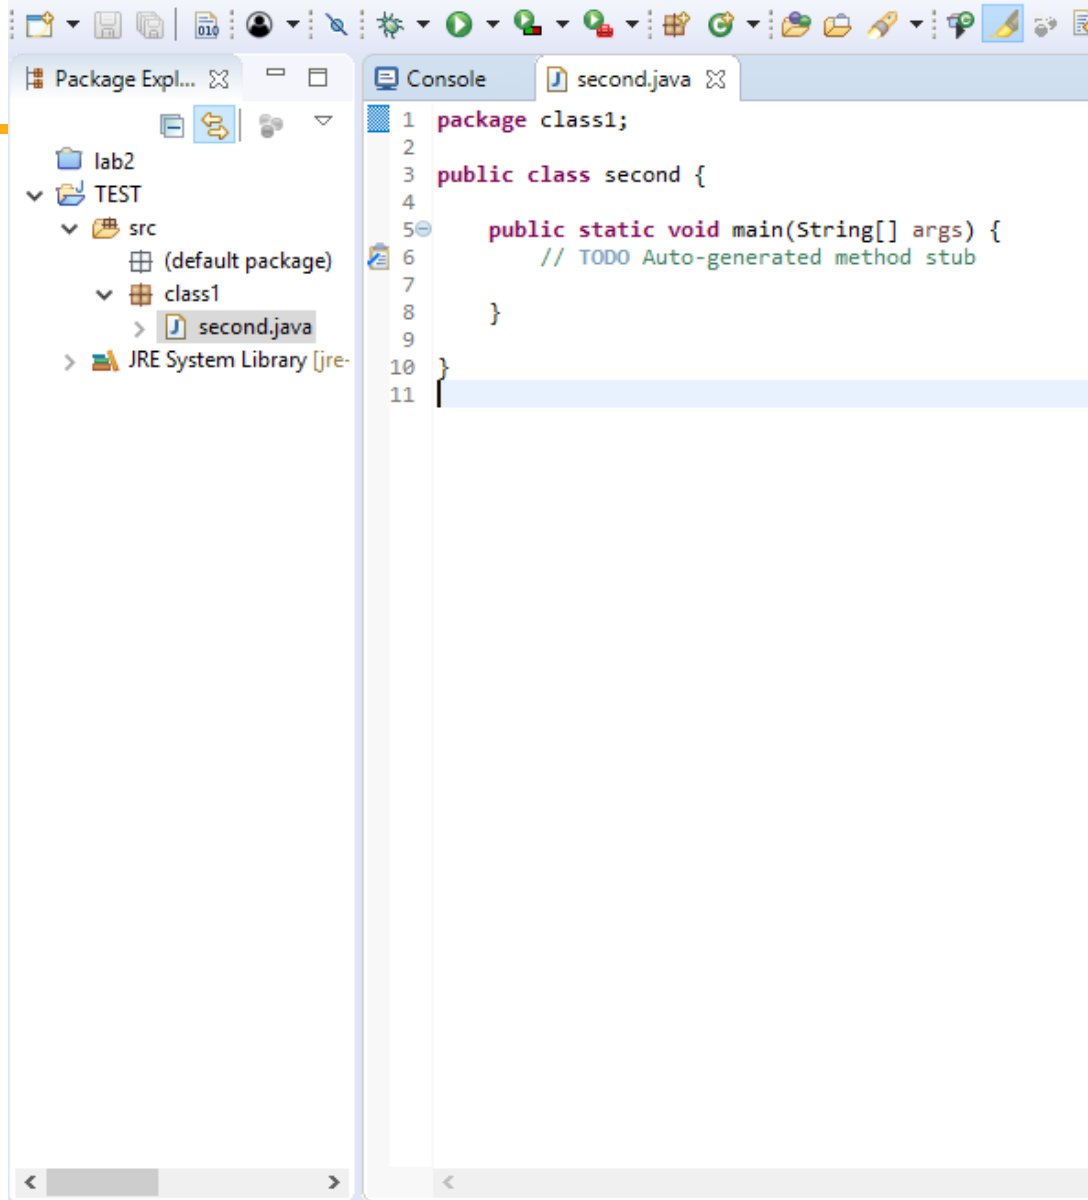 010
Package Expl...
lab2
TEST
src
(default package)
class1
second.java
JRE System Library [jre-
Console
second.java
1 package class1;
2
3 public class second {
4
5 public static void main(String[] args) {
6 // TODO Auto-generated method stub
7
8 }
9
10 }
11